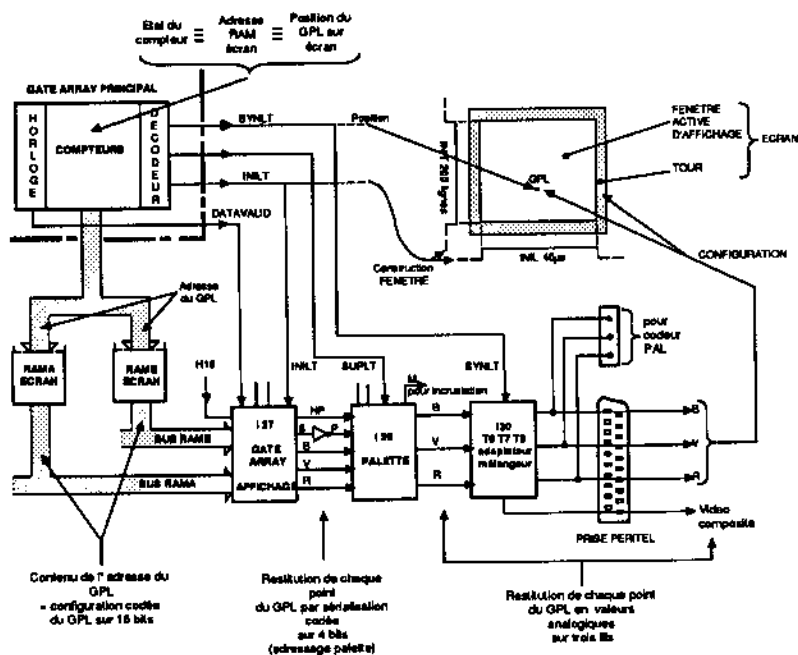 Etat du compteur ≡ Adresse RAM écran ≡ Position du GPL sur écran
GATE ARRAY PRINCIPAL
HORLOGE
COMPTEURS
DECODEUR
SYNLT
INILT
DATAVALID
Position
FENETRE
ACTIVE
D'AFFICHAGE
ECRAN
TOUR
GPL
INIL 40µs
CONFIGURATION
Construction
FENETRE
Adresse
du GPL
RAMA
ECRAN
RAMB
ECRAN
H16
INILT
SUPLT
pour incrustation
SYNLT
pour
codeur
PAL
BUS RAMB
BUS RAMA
I 37
GATE
ARRAY
AFFICHAGE
HP
P
B
V
R
PALETTE
B
V
R
I30
T6 T7 T8
adaptateur
mélangeur
B
V
R
Video
composite
PRISE PERITEL
Contenu de l' adresse du
GPL
= configuration codée
du GPL sur 16 bits
Restitution de chaque
point
du GPL par sérialisation
codée
sur 4 bits
(adressage palette)
Restitution de chaque point
du GPL en valeurs
analogiques
sur trois fils